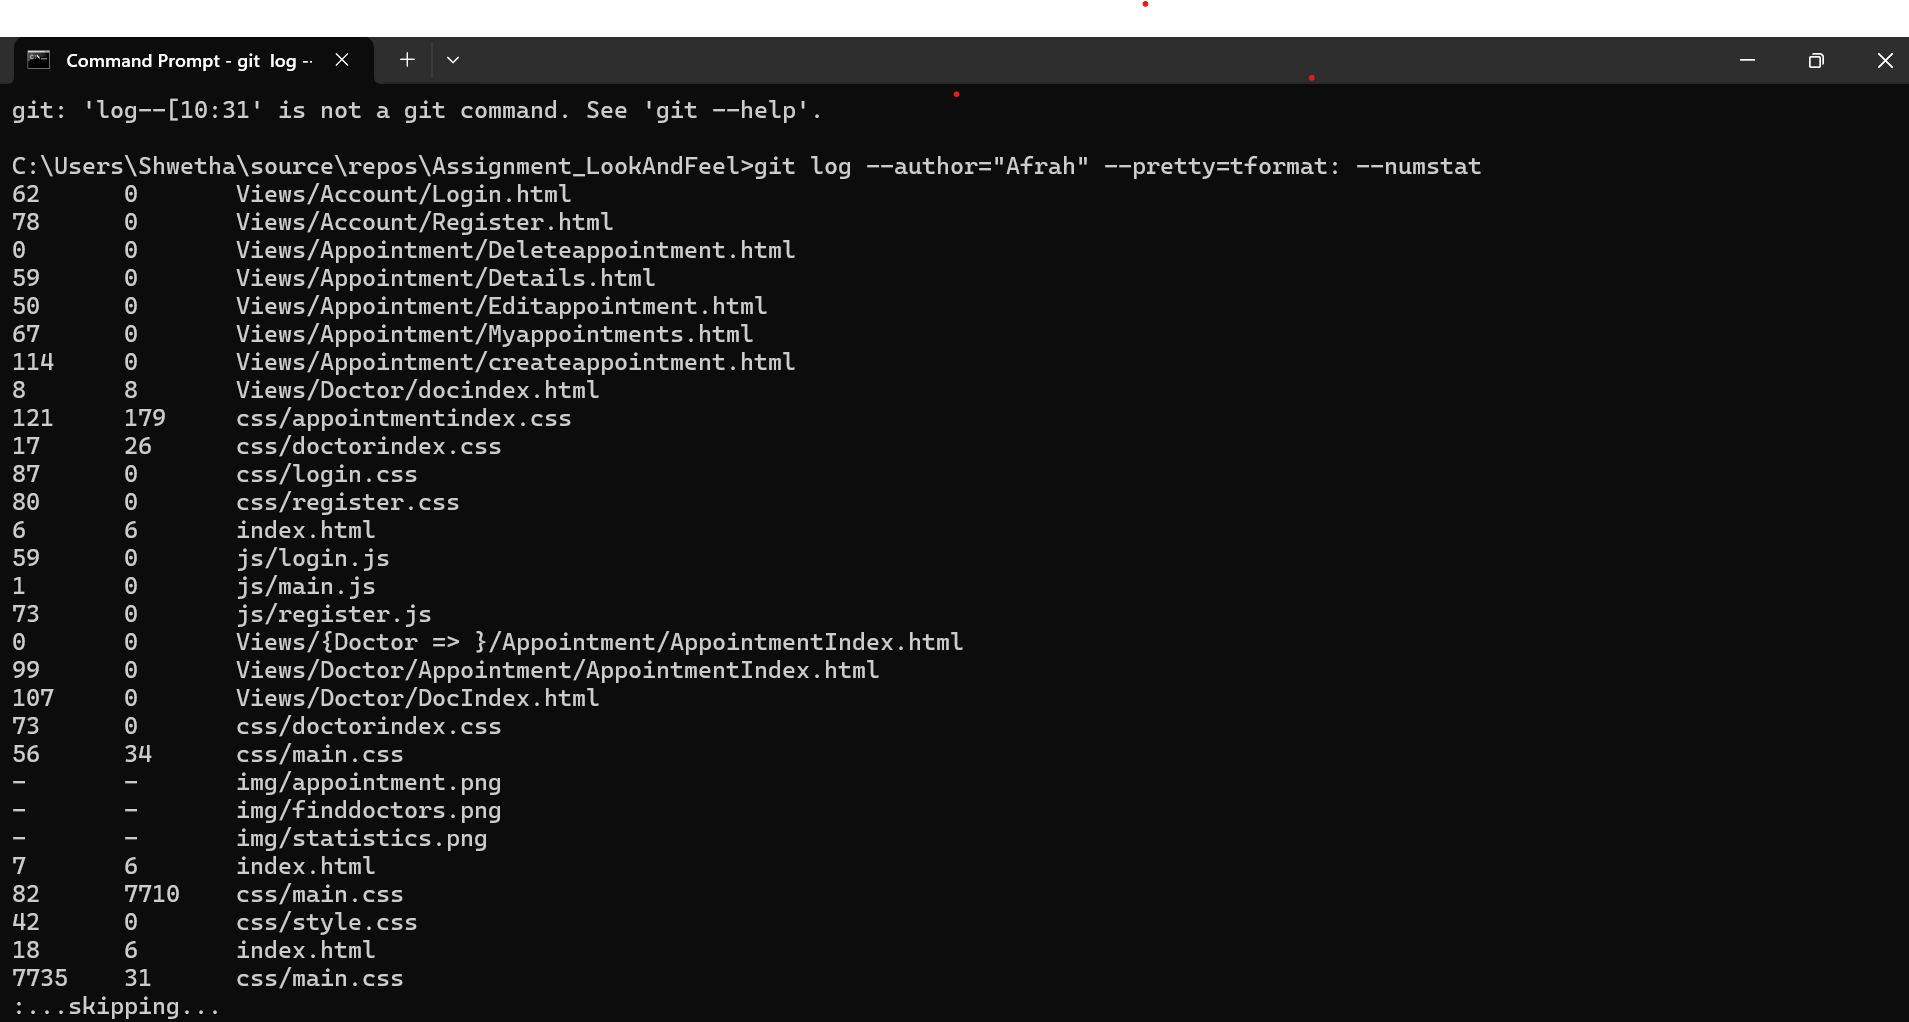 Command Prompt - git  log --
git: 'log--[10:31' is not a git command. See 'git --help'.
C:\Users\Shwetha\source\repos\Assignment_LookAndFeel>git log --author="Afrah" --pretty=tformat: --numstat
62      0       Views/Account/Login.html
78      0       Views/Account/Register.html
0       0       Views/Appointment/Deleteappointment.html
59      0       Views/Appointment/Details.html
50      0       Views/Appointment/Editappointment.html
67      0       Views/Appointment/Myappointments.html
114     0       Views/Appointment/createappointment.html
8       8       Views/Doctor/docindex.html
121     179     css/appointmentindex.css
17      26      css/doctorindex.css
87      0       css/login.css
80      0       css/register.css
6       6       index.html
59      0       js/login.js
1       0       js/main.js
73      0       js/register.js
0       0       Views/{Doctor => }/Appointment/AppointmentIndex.html
99      0       Views/Doctor/Appointment/AppointmentIndex.html
107     0       Views/Doctor/DocIndex.html
73      0       css/doctorindex.css
56      34      css/main.css
-       -       img/appointment.png
-       -       img/finddoctors.png
-       -       img/statistics.png
7       6       index.html
82      7710    css/main.css
42      0       css/style.css
18      6       index.html
7735    31      css/main.css
:...skipping...